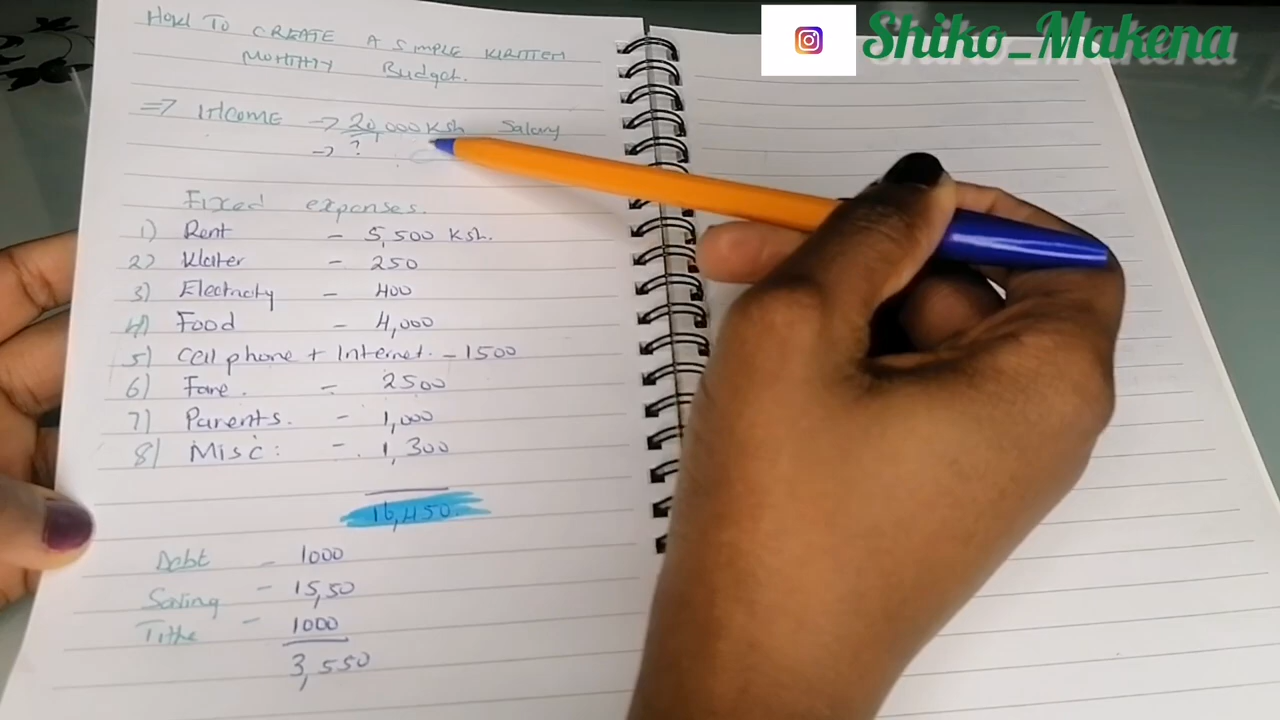 Shiko_Makena
HOW TO CREATE A SIMPLE WRITTEN
MONTHLY Budget.
=> INCOME -> 20,000 Ksh Salary
-> ?
Fixed expenses.
1) Rent - 5,500 Ksh.
2) Water - 250
3) Electricity - 400
4) Food - 4,000
5) Cell phone + Internet. - 1500
6) Fare. - 2500
7) Parents. - 1,000
8) Misc: - 1,300
16,450.
Debt - 1000
Saving - 15,50
Tithe - 1000
3,550